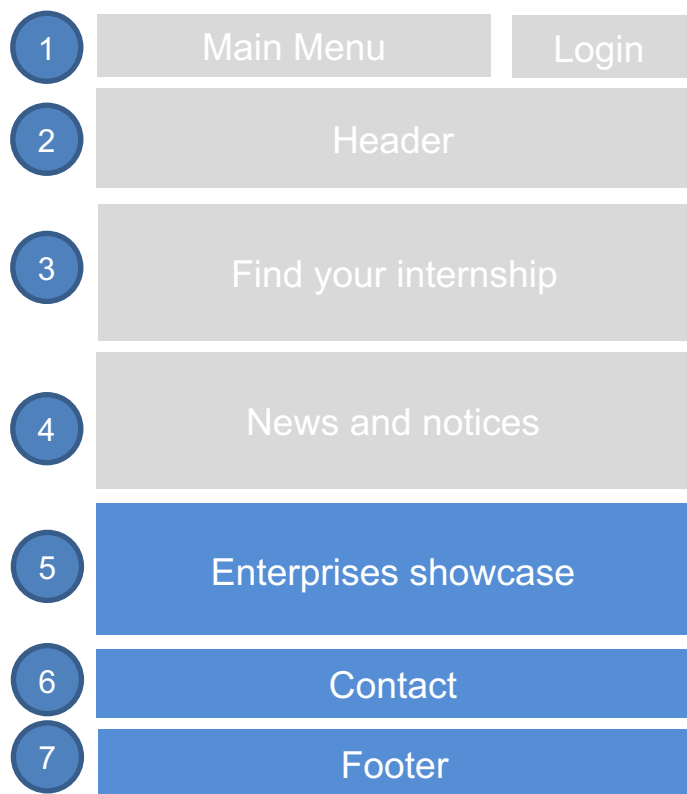 1 Main Menu Login
2 Header
3 Find your internship
4 News and notices
5 Enterprises showcase
6 Contact
7 Footer